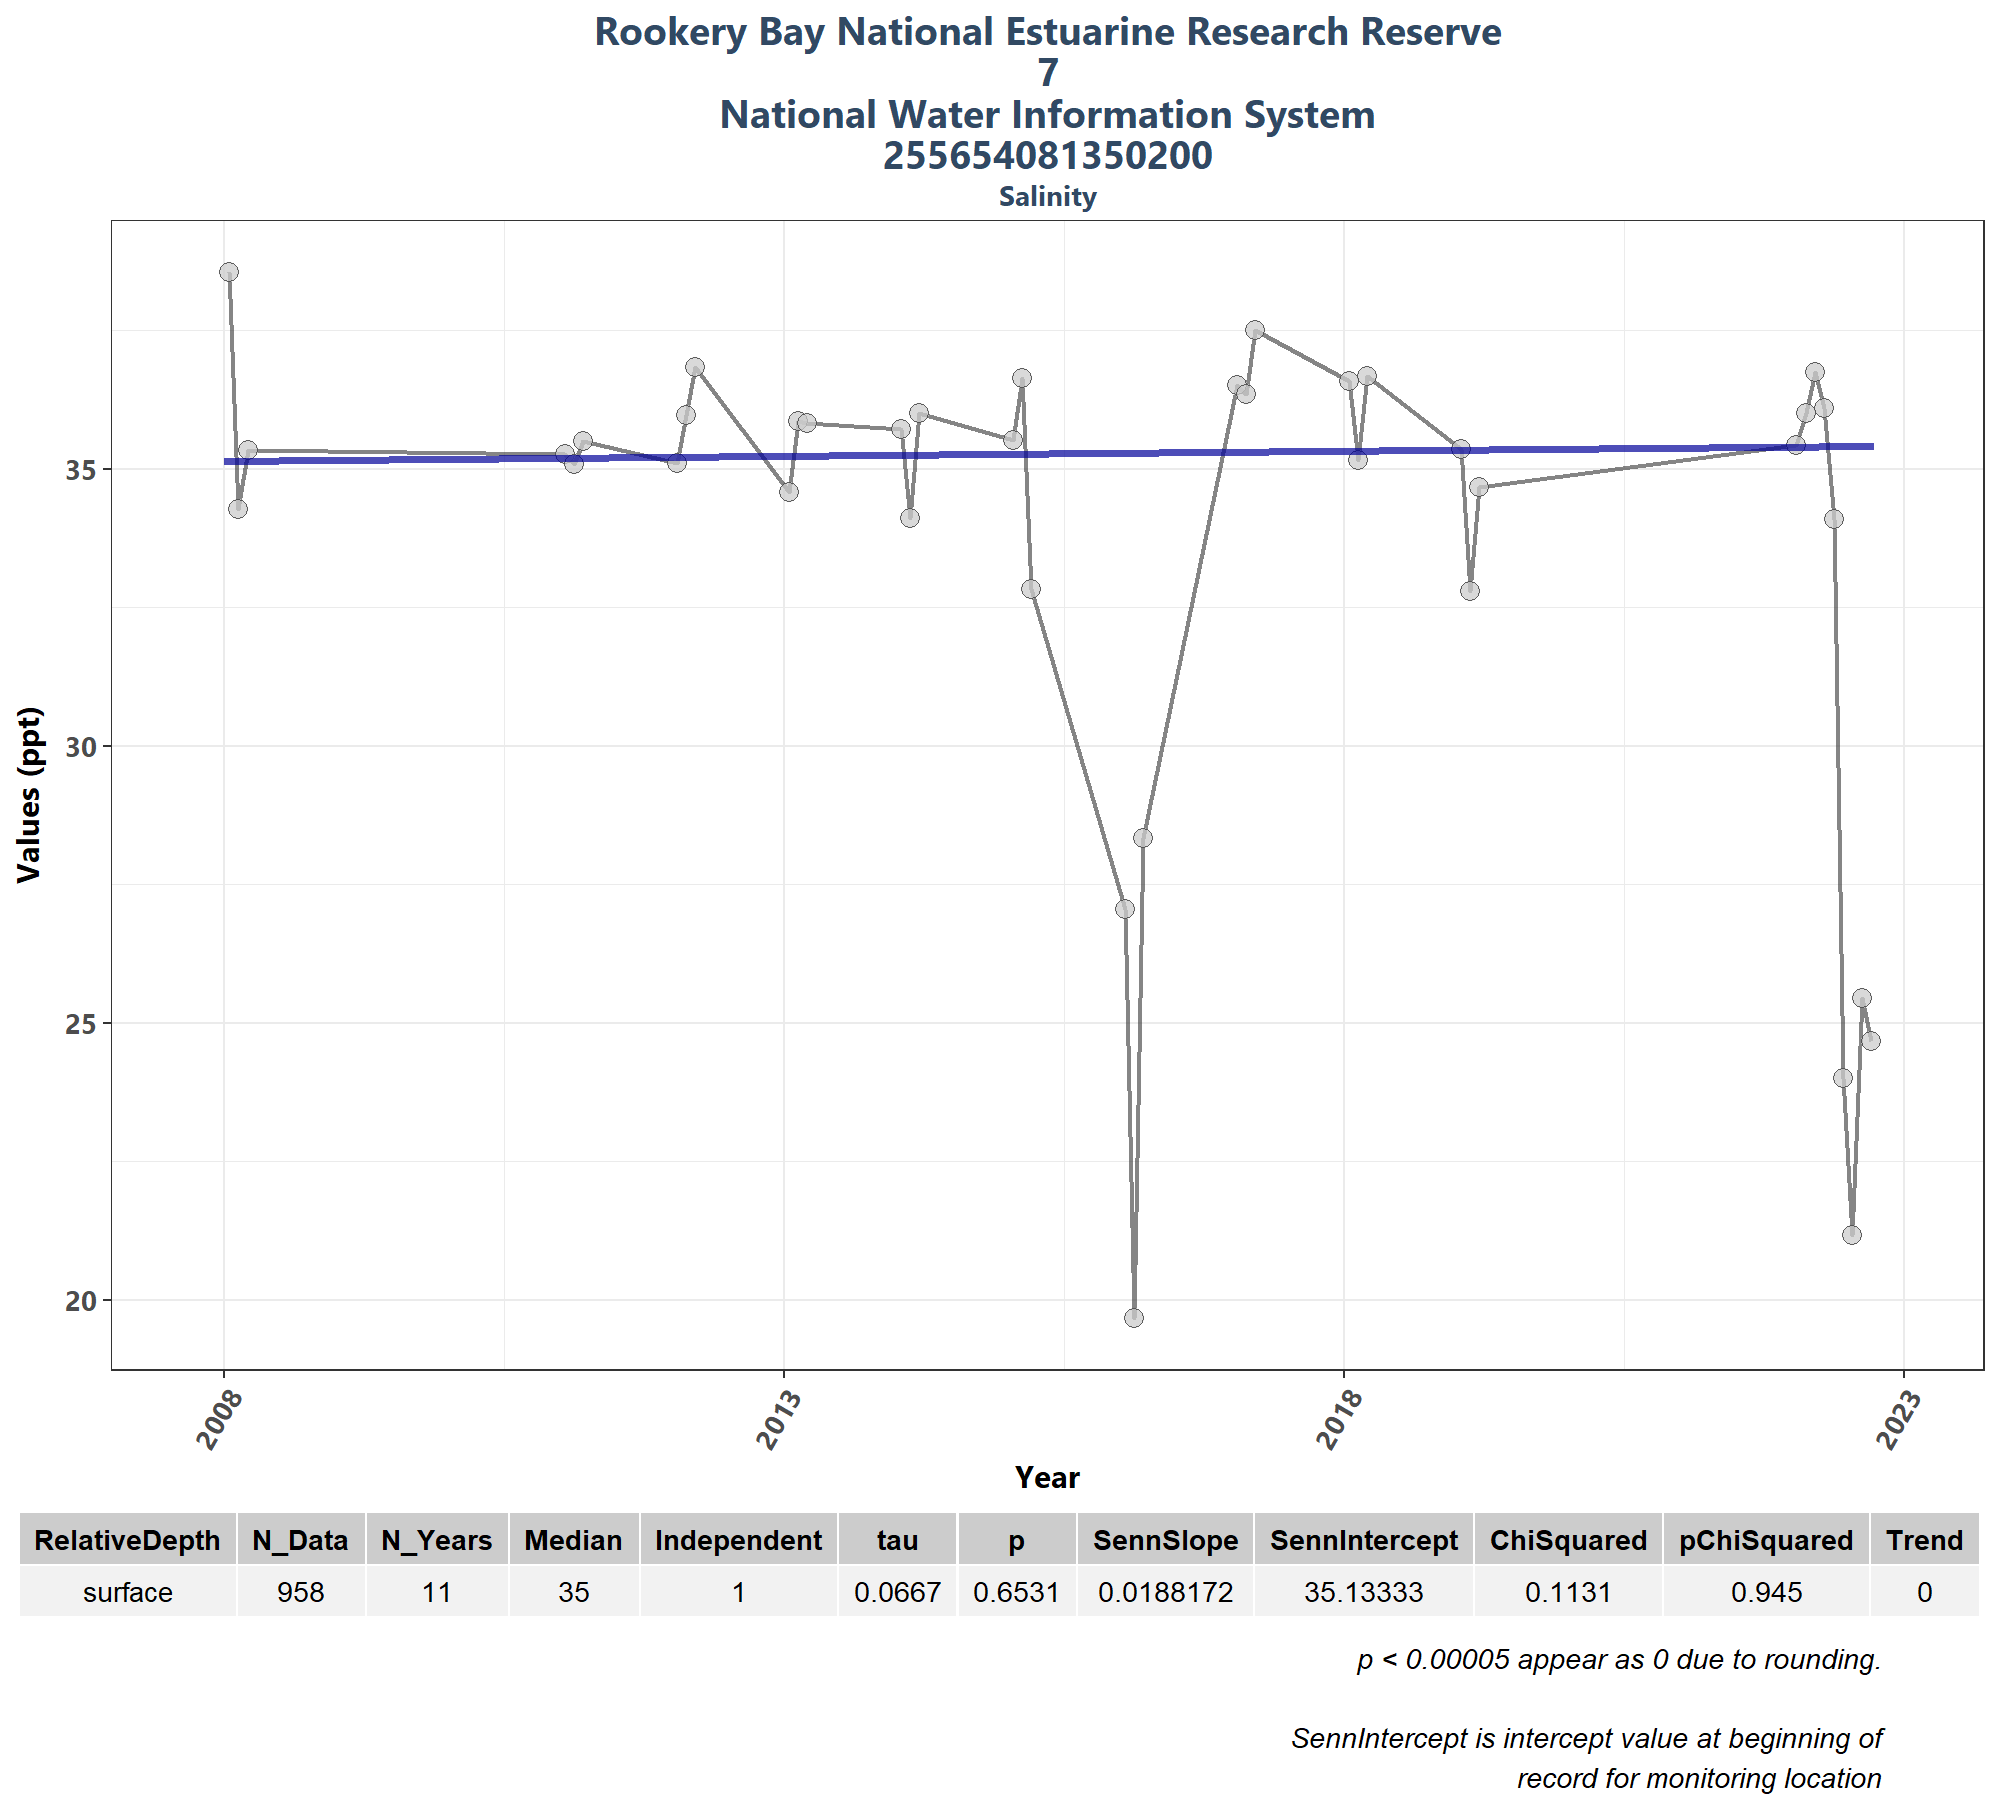 Rookery Bay National Estuarine Research Reserve
7
National Water Information System
255654081350200
Salinity
Values (ppt)
35
30
25
20
2008 2013 2018 2023
Year
RelativeDepth N_Data N_Years Median Independent tau p SennSlope SennIntercept ChiSquared pChiSquared Trend
surface 958 11 35 1 0.0667 0.6531 0.0188172 35.13333 0.1131 0.945 0
p < 0.00005 appear as 0 due to rounding.
SennIntercept is intercept value at beginning of
record for monitoring location